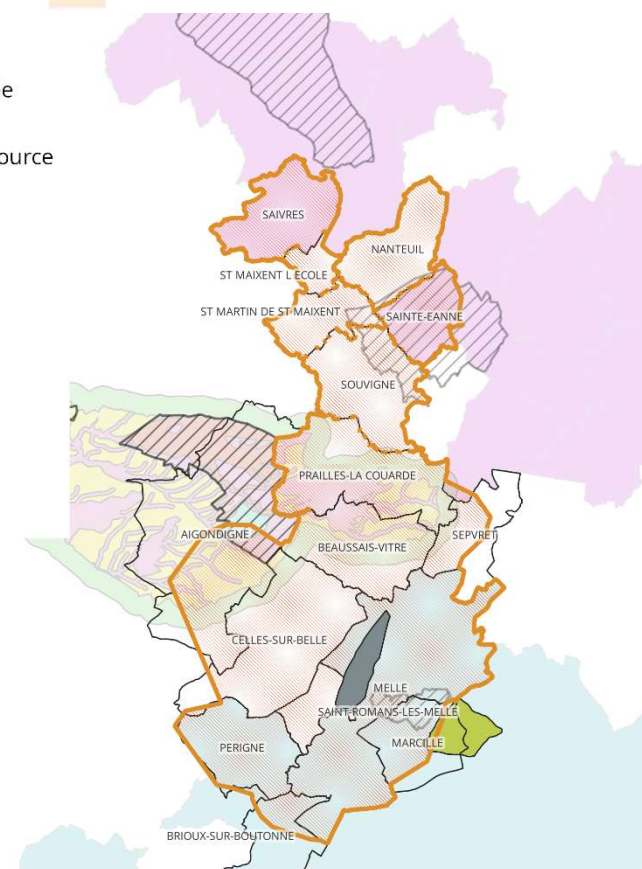 e
ource
SAIVRES
NANTEUIL
ST MAIXENT L ECOLE
ST MARTIN DE ST MAIXENT
SAINTE-EANNE
SOUVIGNE
PRAILLES-LA COUARDE
AIGONDIGNE
SEPVRET
BEAUSSAIS-VITRE
CELLES-SUR-BELLE
MELLE
SAINT-ROMANS-LES-MELLE
MARCILLE
PERIGNE
BRIOUX-SUR-BOUTONNE